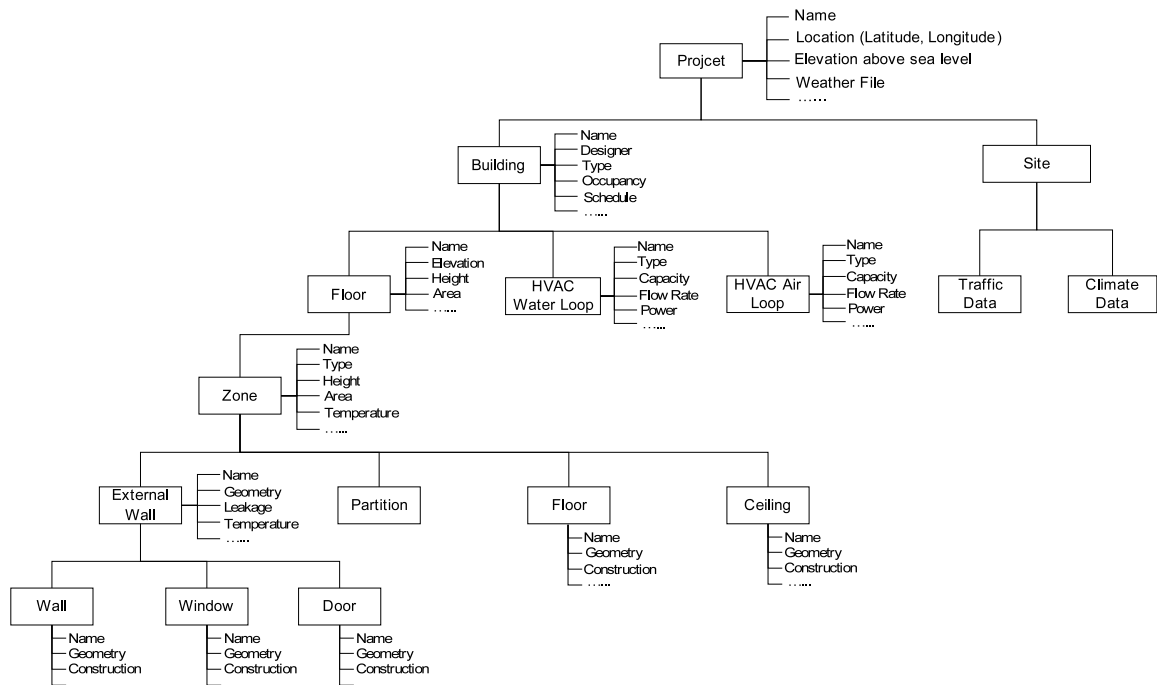 Name
Location (Latitude, Longitude)
Projcet
Elevation above sea level
Weather File
……
Building
Name
Designer
Type
Occupancy
Schedule
……
Site
Floor
Name
Elevation
Height
Area
……
HVAC
Water Loop
Name
Type
Capacity
Flow Rate
Power
……
HVAC Air
Loop
Name
Type
Capacity
Flow Rate
Power
……
Traffic
Data
Climate
Data
Zone
Name
Type
Height
Area
Temperature
……
External
Wall
Name
Geometry
Leakage
Temperature
……
Partition
Floor
Name
Geometry
Construction
……
Ceiling
Name
Geometry
Construction
……
Wall
Name
Geometry
Construction
Window
Name
Geometry
Construction
Door
Name
Geometry
Construction